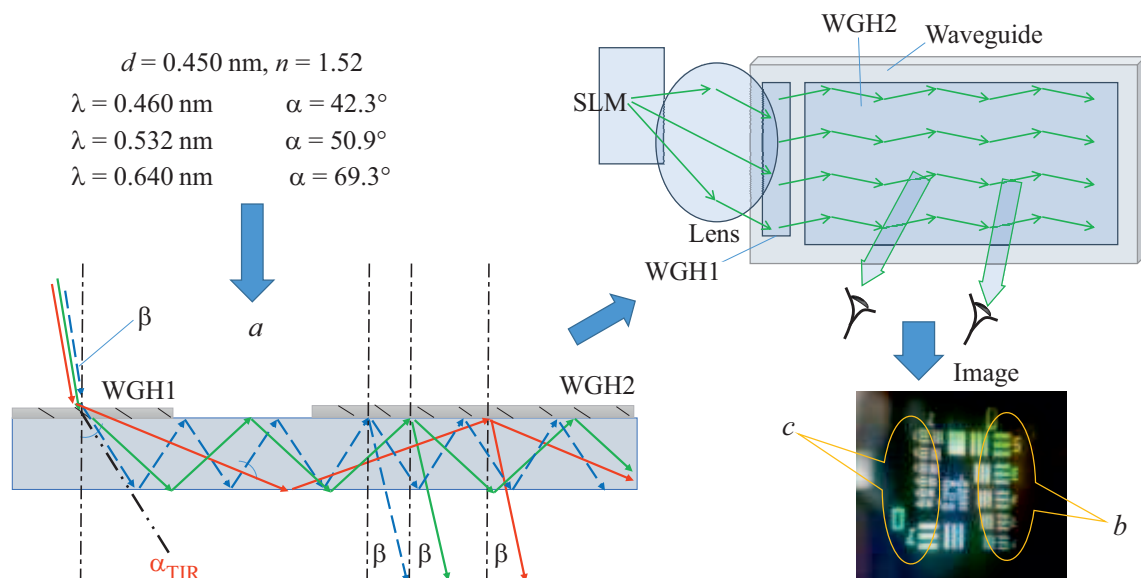 d = 0.450 nm, n = 1.52
λ = 0.460 nm α = 42.3°
λ = 0.532 nm α = 50.9°
λ = 0.640 nm α = 69.3°
a
β
WGH1
WGH2
αTIR
β
β
β
WGH2
Waveguide
SLM
Lens
WGH1
Image
c
b